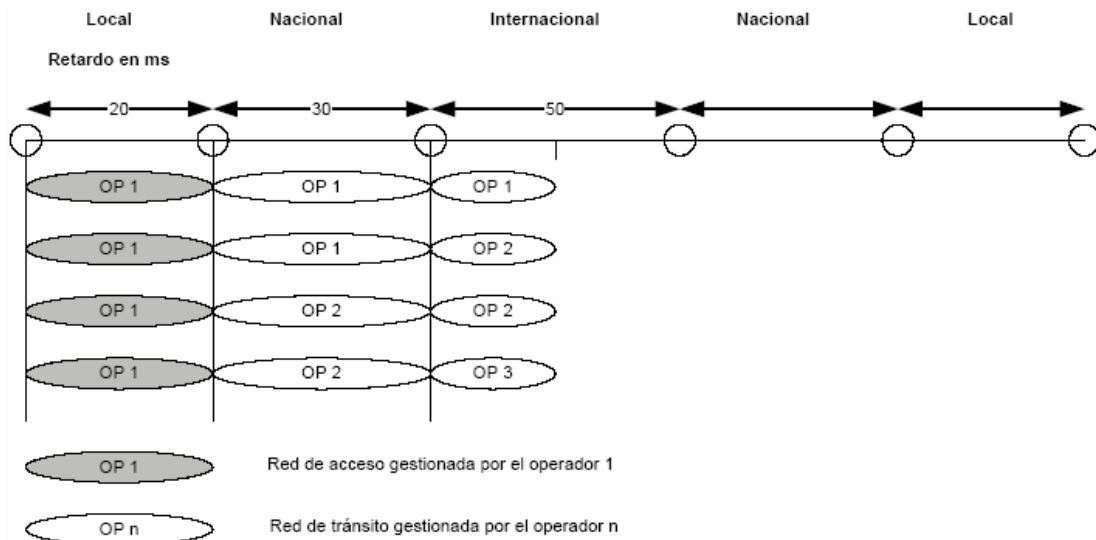 Local Nacional Internacional Nacional Local
Retardo en ms
20 30 50
OP 1 OP 1 OP 1
OP 1 OP 1 OP 2
OP 1 OP 2 OP 2
OP 1 OP 2 OP 3
OP 1 Red de acceso gestionada por el operador 1
OP n Red de tránsito gestionada por el operador n